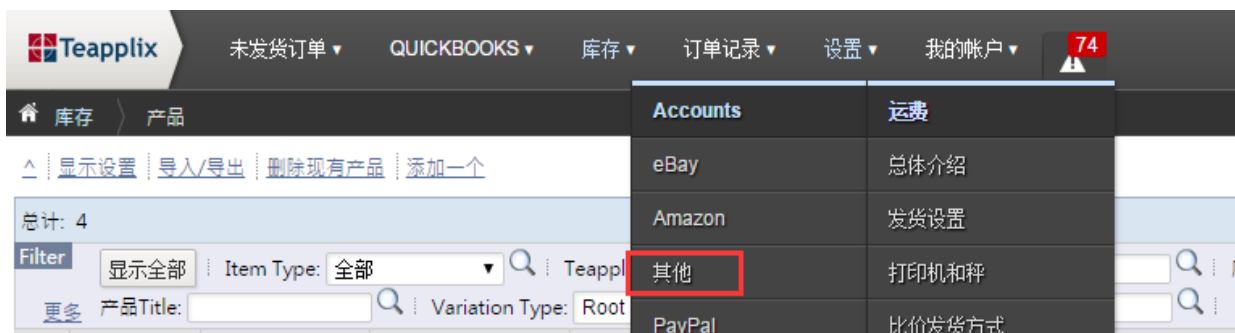 Teapplix 未发货订单 ▾ QUICKBOOKS ▾ 库存 ▾ 订单记录 ▾ 设置 ▾ 我的帐户 ▾ 74
库存 产品
Accounts 运费
^ 显示设置 导入/导出 删除现有产品 添加一个
eBay 总体介绍
总计: 4
Amazon 发货设置
Filter 显示全部 Item Type: 全部 Teappl
其他 打印机和秤
更多 产品Title: Variation Type: Root
PayPal 比价发货方式